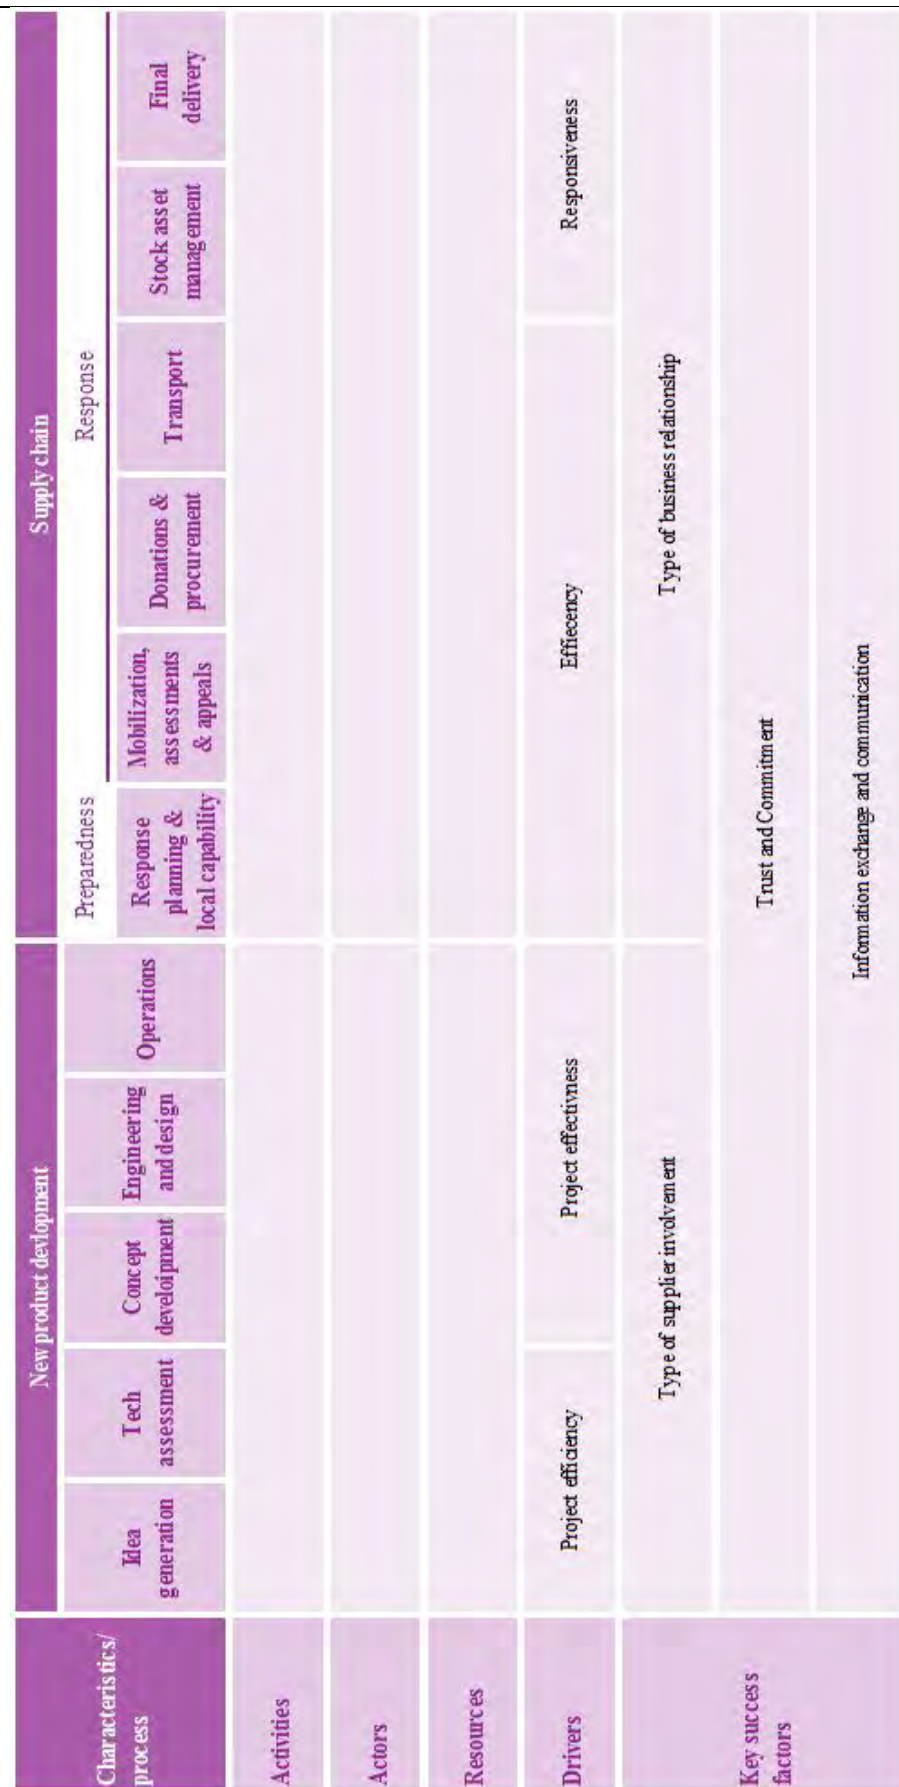 Characteristics/
process
New product devlopment
Supply chain
Preparedness
Response
Idea
generation
Tech
assessment
Concept
develoipment
Engineering
and design
Operations
Response
planning &
local capability
Mobilization,
assessments
& appeals
Donations &
procurement
Transport
Stock asset
management
Final
delivery
Activities
Actors
Resources
Drivers
Project efficiency
Project effectivness
Effiecency
Responsiveness
Key success
factors
Type of supplier involvement
Type of business relationship
Trust and Commitment
Information exchange and communication